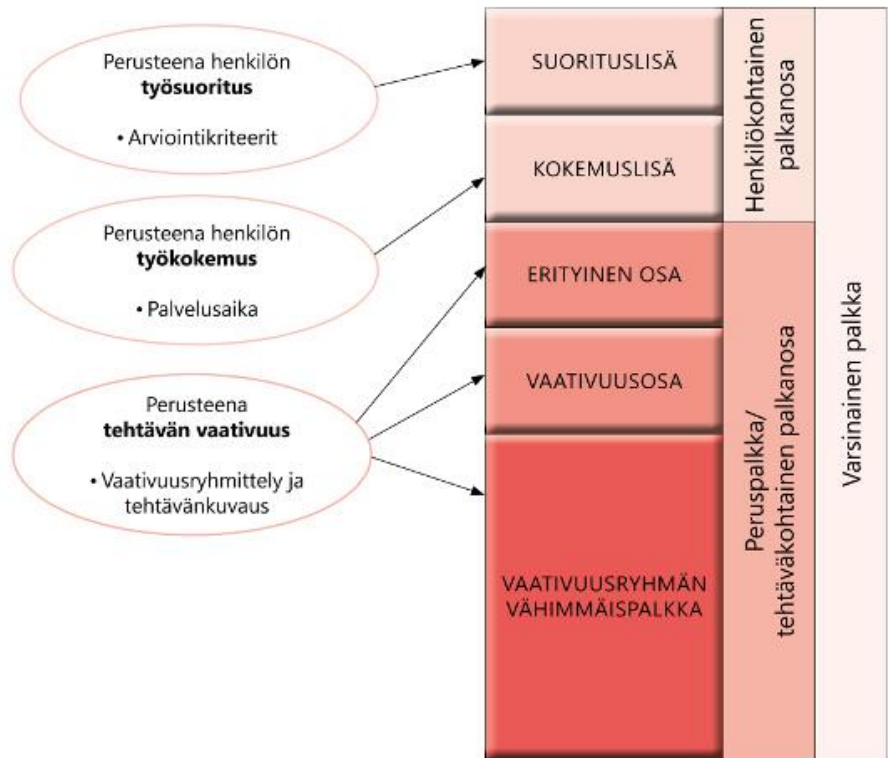 Perusteena henkilön
työsuoritus
• Arviointikriteerit
Perusteena henkilön
työkokemus
• Palvelusaika
Perusteena
tehtävän vaativuus
• Vaativuusryhmittely ja
tehtävänkuvaus
SUORITUSLISÄ
KOKEMUSLISÄ
ERITYINEN OSA
VAATIVUUSOSA
VAATIVUUSRYHMÄN
VÄHIMMÄISPALKKA
Henkilökohtainen
palkanosa
Peruspalkka/
tehtäväkohtainen palkanosa
Varsinainen palkka